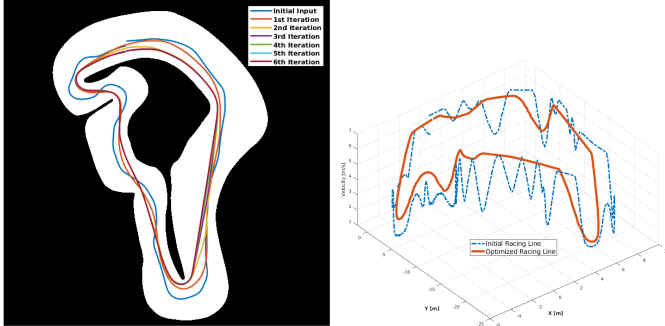 Initial Input
1st Iteration
2nd Iteration
3rd Iteration
4th Iteration
5th Iteration
6th Iteration
Velocity [m/s]
7
6
5
4
3
2
1
0
-5
-10
-15
-20
-25
Y [m]
-6
-4
-2
0
2
4
6
8
X [m]
Initial Racing Line
Optimized Racing Line